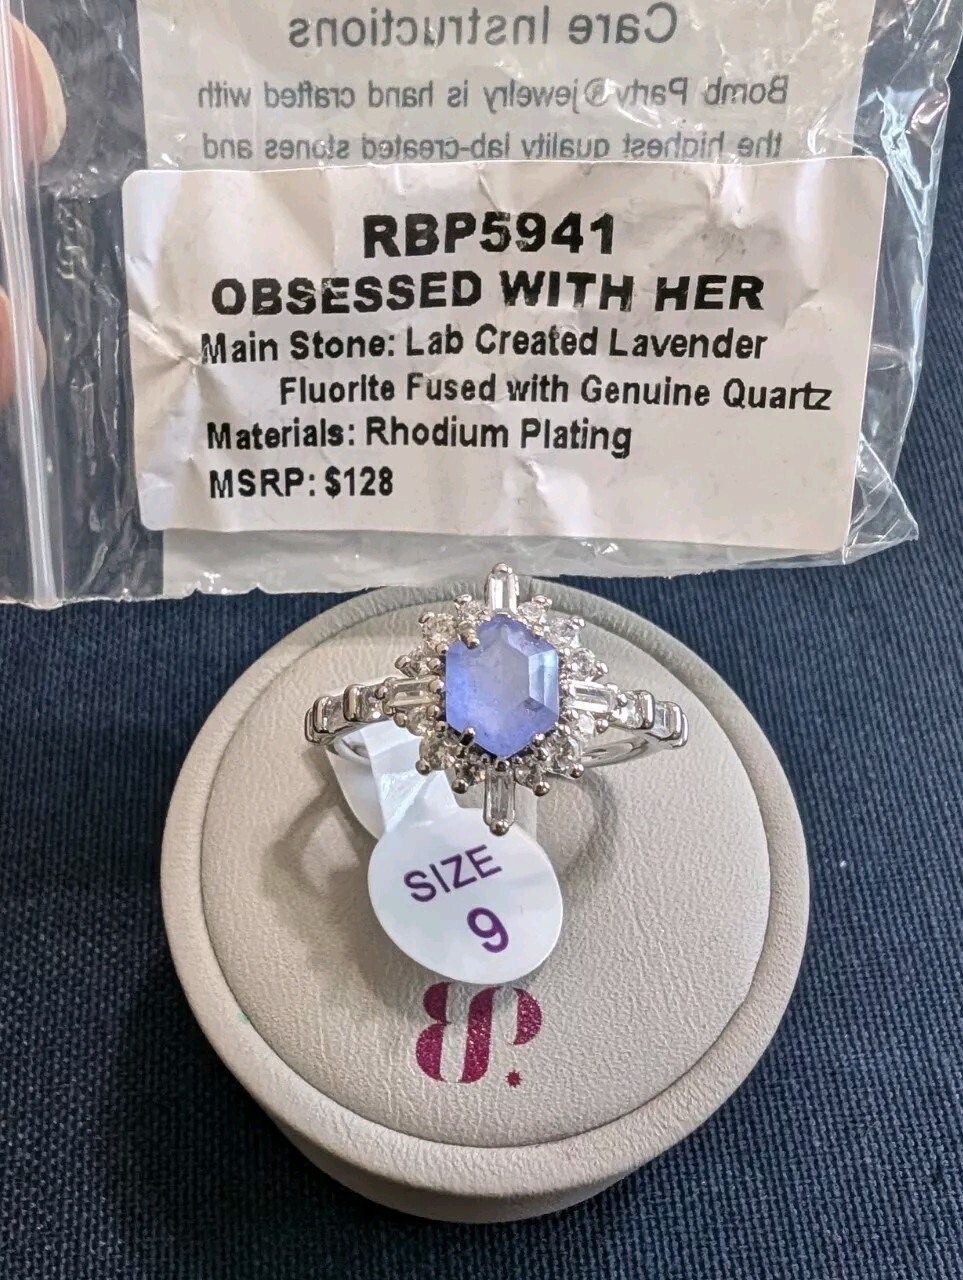 Care Instructions
Bomb Party® jewelry is hand crafted with
the highest quality lab-created stones and
RBP5941
OBSESSED WITH HER
Main Stone: Lab Created Lavender
Fluorite Fused with Genuine Quartz
Materials: Rhodium Plating
MSRP: $128
SIZE
9
BP.